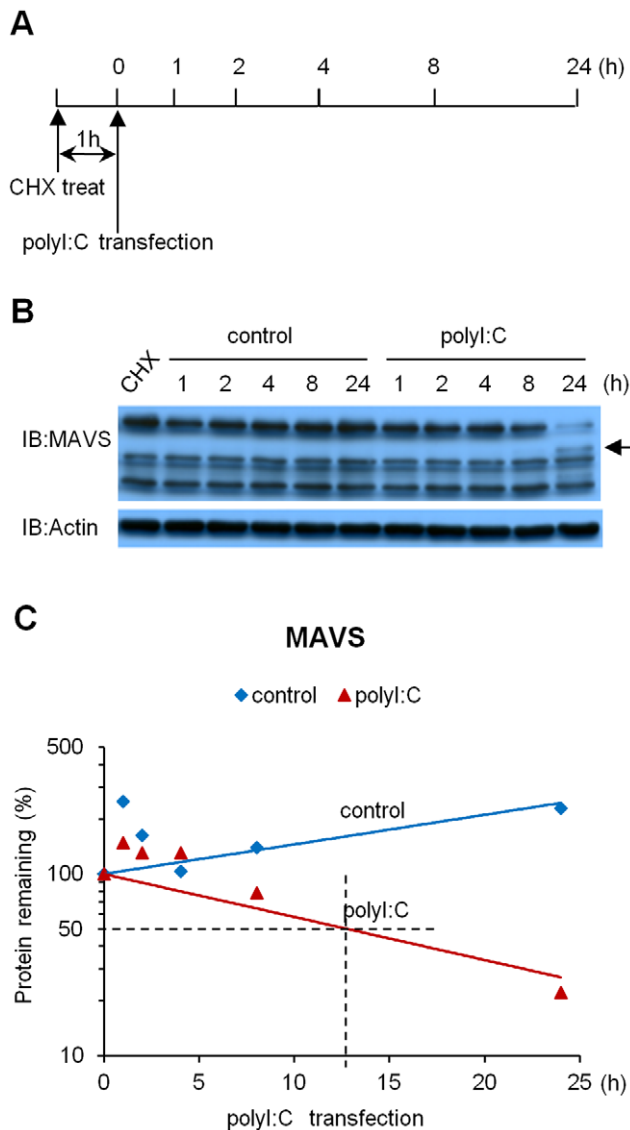 A
0 1 2 4 8 24 (h)
1h
CHX treat
polyI:C transfection
B
control polyI:C
CHX 1 2 4 8 24 1 2 4 8 24 (h)
IB:MAVS
IB:Actin
C
MAVS
control polyI:C
500
control
100
polyI:C
50
10
Protein remaining (%)
0 5 10 15 20 25 (h)
polyI:C transfection